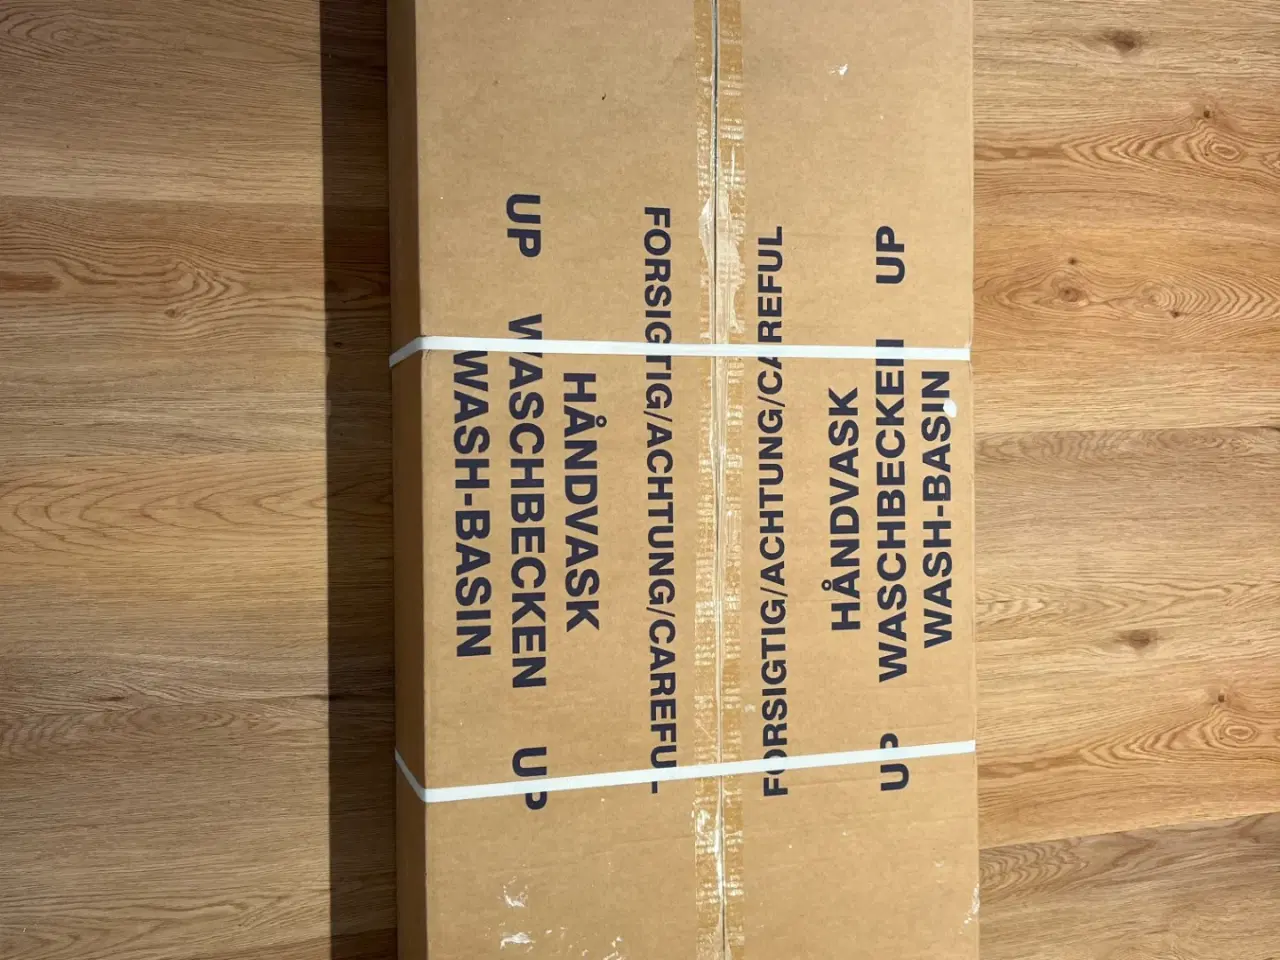 FORSIGTIG/ACHTUNG/CAREFUL
HÅNDVASK
UP WASCHBECKEN UP
WASH-BASIN
FORSIGTIG/ACHTUNG/CAREFUL
HÅNDVASK
UP WASCHBECKEN UP
WASH-BASIN